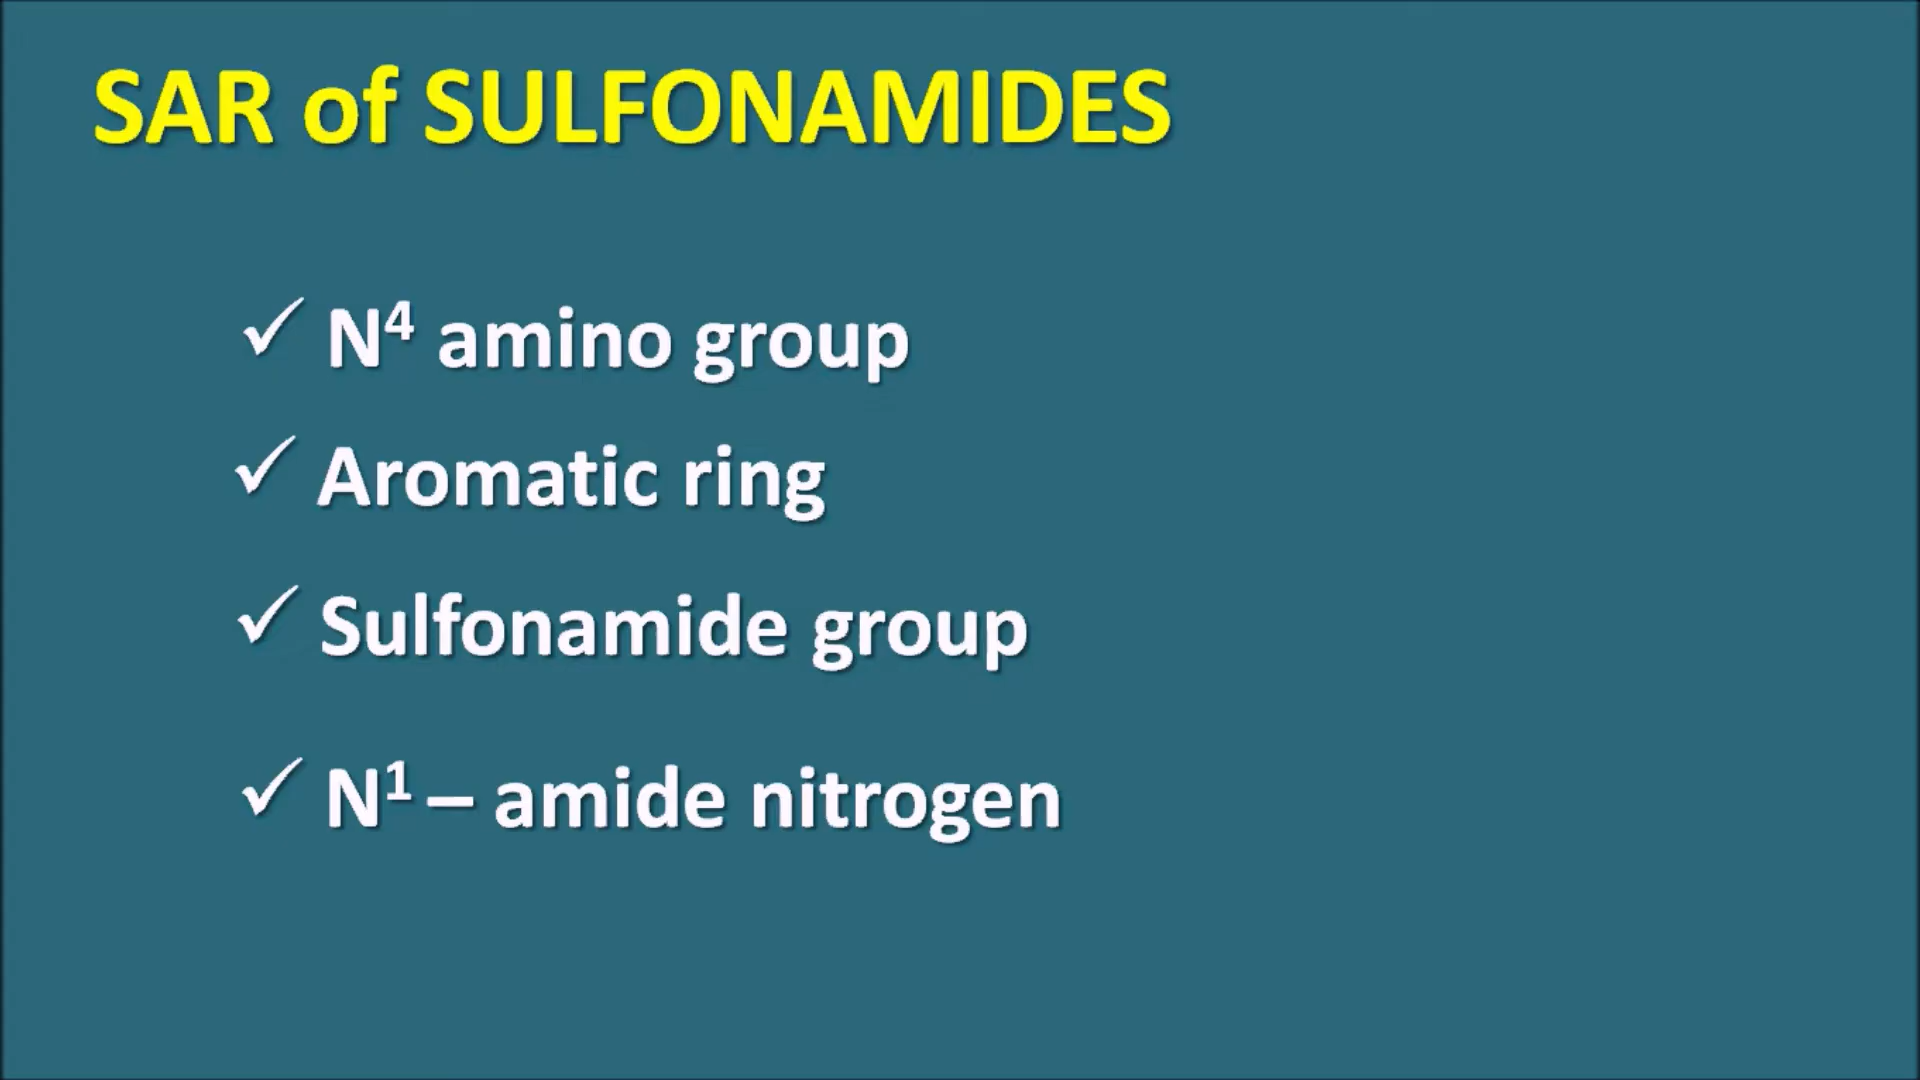 SAR of SULFONAMIDES
✓ N⁴ amino group
✓ Aromatic ring
✓ Sulfonamide group
✓ N¹ – amide nitrogen